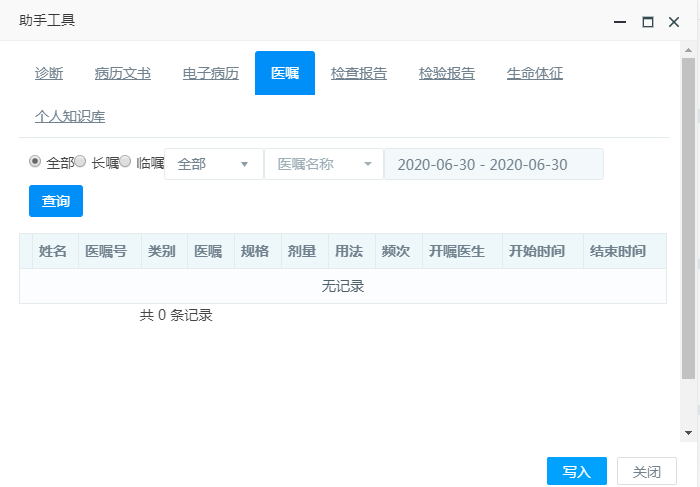 助手工具
诊断 病历文书 电子病历 医嘱 检查报告 检验报告 生命体征
个人知识库
全部 长嘱 临嘱 全部 医嘱名称 2020-06-30 - 2020-06-30
查询
姓名 医嘱号 类别 医嘱 规格 剂量 用法 频次 开嘱医生 开始时间 结束时间
无记录
共 0 条记录
写入 关闭